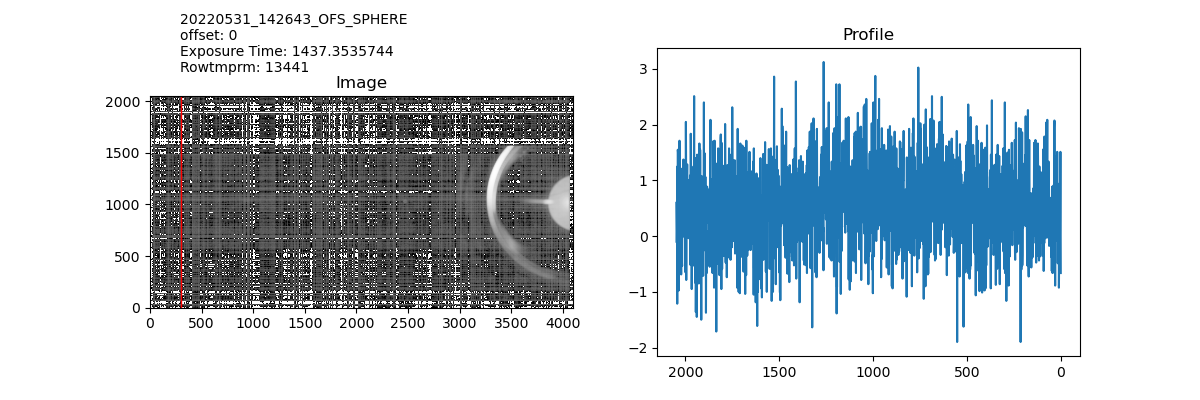 20220531_142643_OFS_SPHERE
offset: 0
Exposure Time: 1437.3535744
Rowtmprm: 13441
Image
2000
1500
1000
500
0
0 500 1000 1500 2000 2500 3000 3500 4000
Profile
3
2
1
0
−1
−2
2000 1500 1000 500 0